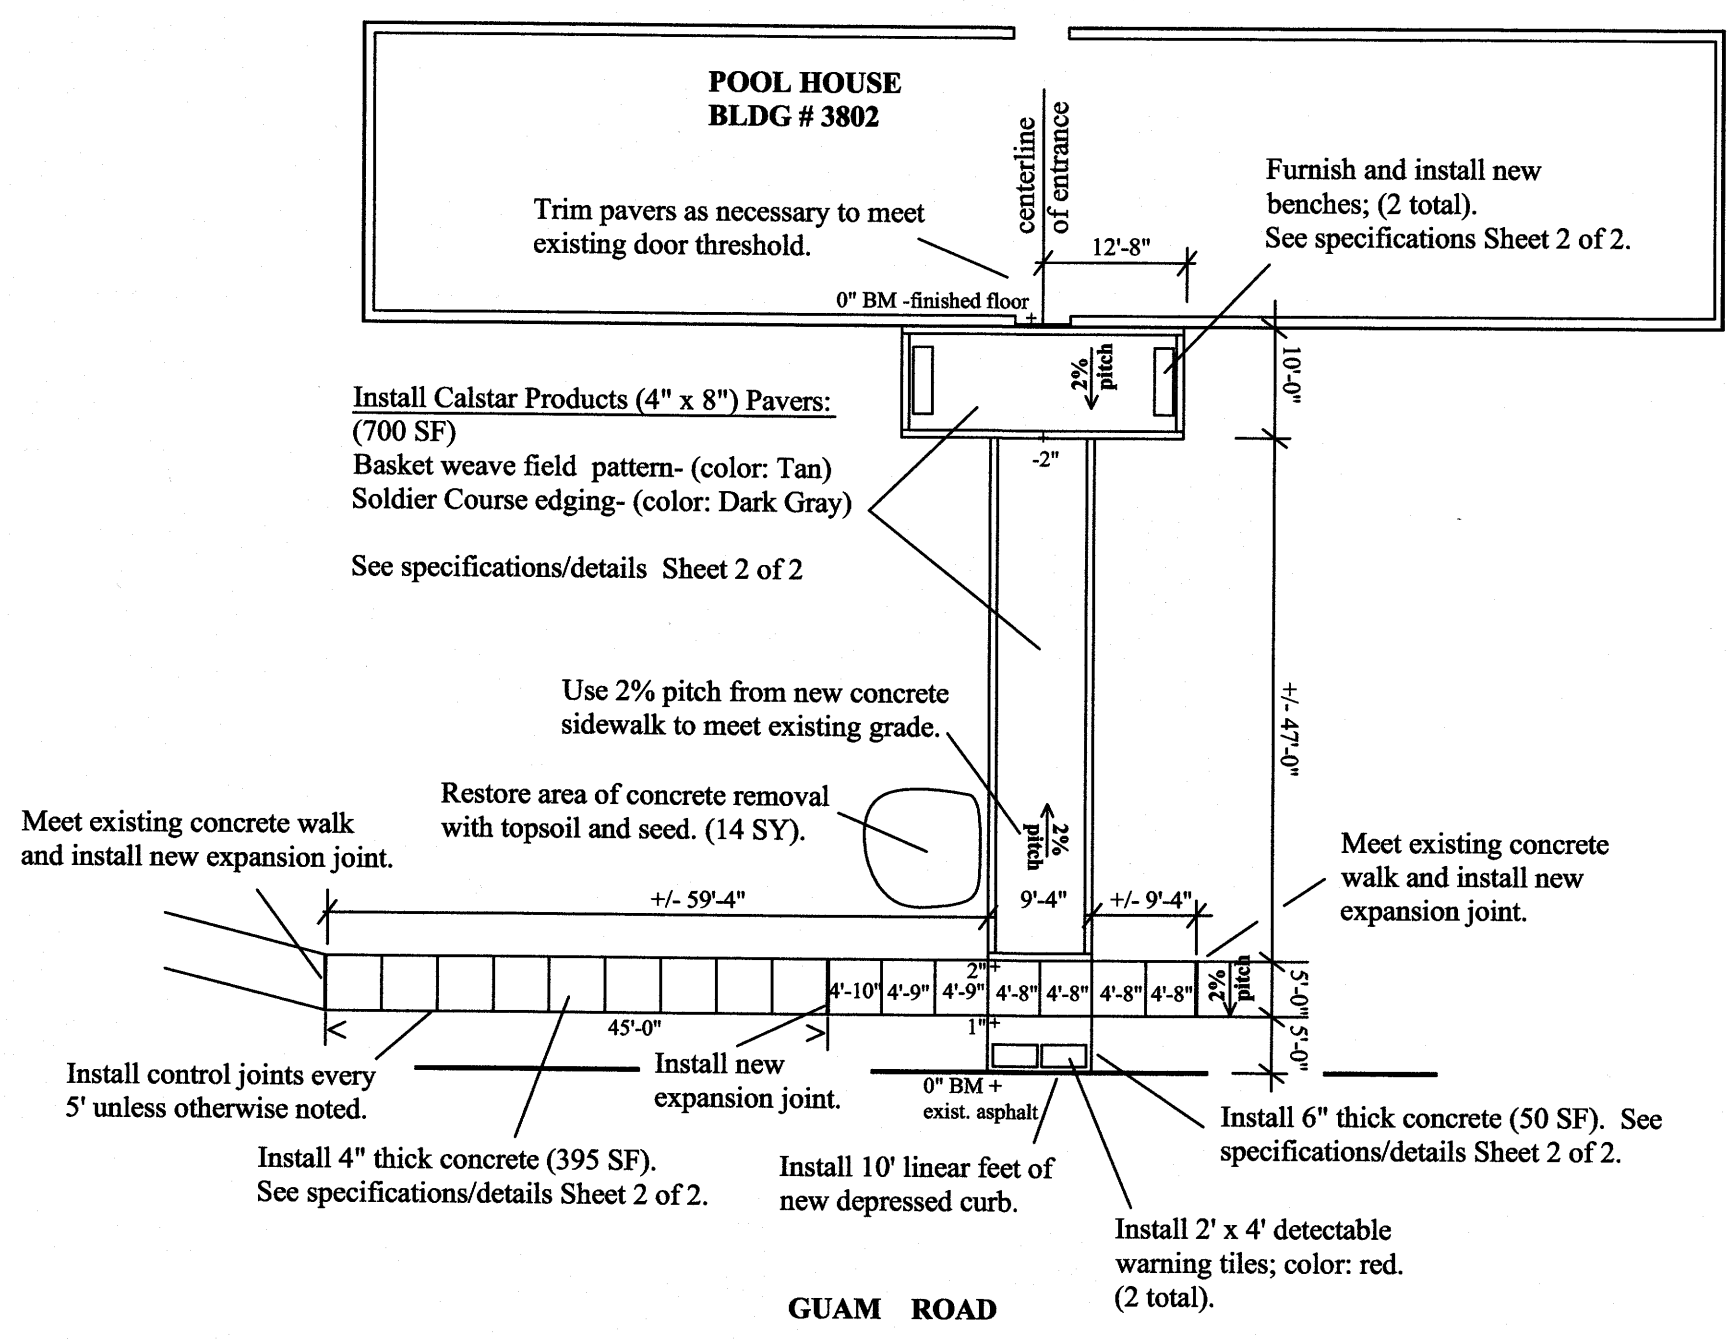 POOL HOUSE
BLDG # 3802
centerline
of entrance
Furnish and install new
benches; (2 total).
See specifications Sheet 2 of 2.
Trim pavers as necessary to meet
existing door threshold.
12'-8"
0" BM -finished floor
2%
pitch
10'-0"
Install Calstar Products (4" x 8") Pavers:
(700 SF)
Basket weave field pattern- (color: Tan)
Soldier Course edging- (color: Dark Gray)
See specifications/details Sheet 2 of 2
-2"
+/- 47'-0"
Use 2% pitch from new concrete
sidewalk to meet existing grade.
Restore area of concrete removal
with topsoil and seed. (14 SY).
2%
pitch
Meet existing concrete walk
and install new expansion joint.
Meet existing concrete
walk and install new
expansion joint.
+/- 59'-4"
9'-4"
+/- 9'-4"
2"+
4'-10"
4'-9"
4'-9"
4'-8"
4'-8"
4'-8"
4'-8"
2%
pitch
5'-0"
45'-0"
1"+
5'-0"
Install control joints every
5' unless otherwise noted.
Install new
expansion joint.
0" BM +
exist. asphalt
Install 6" thick concrete (50 SF). See
specifications/details Sheet 2 of 2.
Install 4" thick concrete (395 SF).
See specifications/details Sheet 2 of 2.
Install 10' linear feet of
new depressed curb.
Install 2' x 4' detectable
warning tiles; color: red.
(2 total).
GUAM ROAD